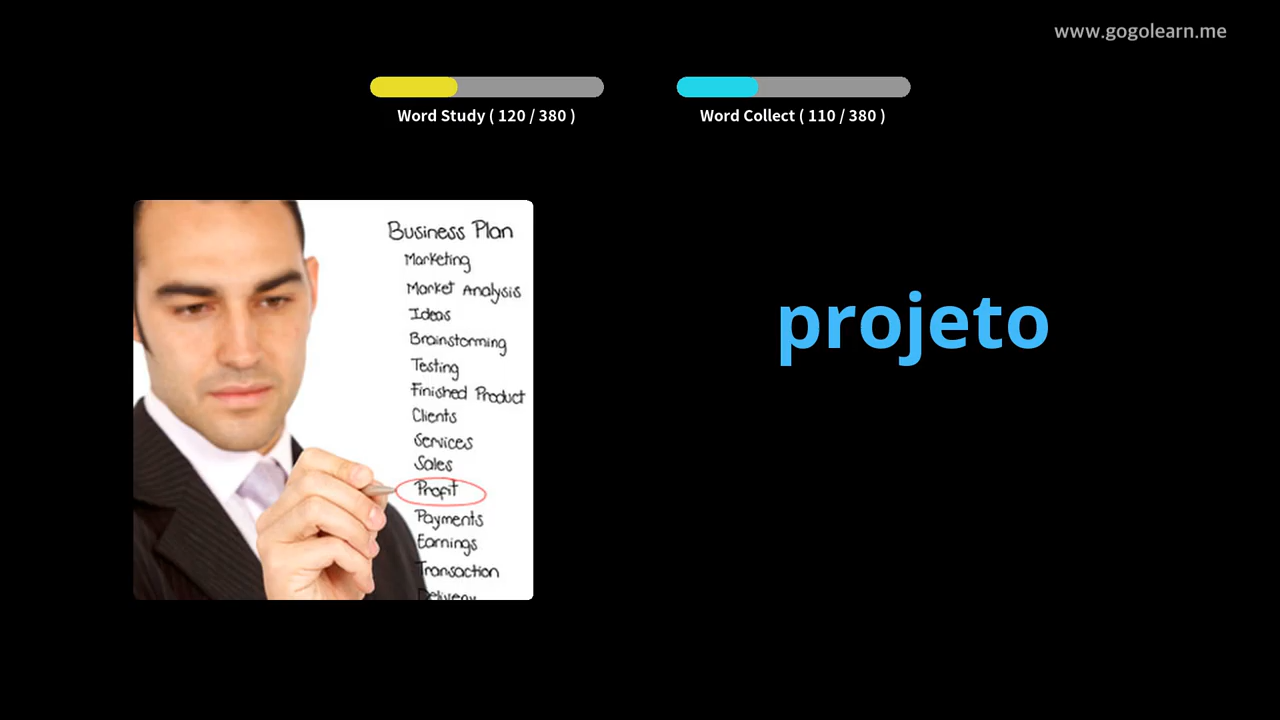 www.gogolearn.me
Word Study ( 120 / 380 )
Word Collect ( 110 / 380 )
Business Plan
Marketing
Market Analysis
Ideas
Brainstorming
Testing
Finished Product
Clients
Services
Sales
Profit
Payments
Earnings
Transaction
Delivery
projeto